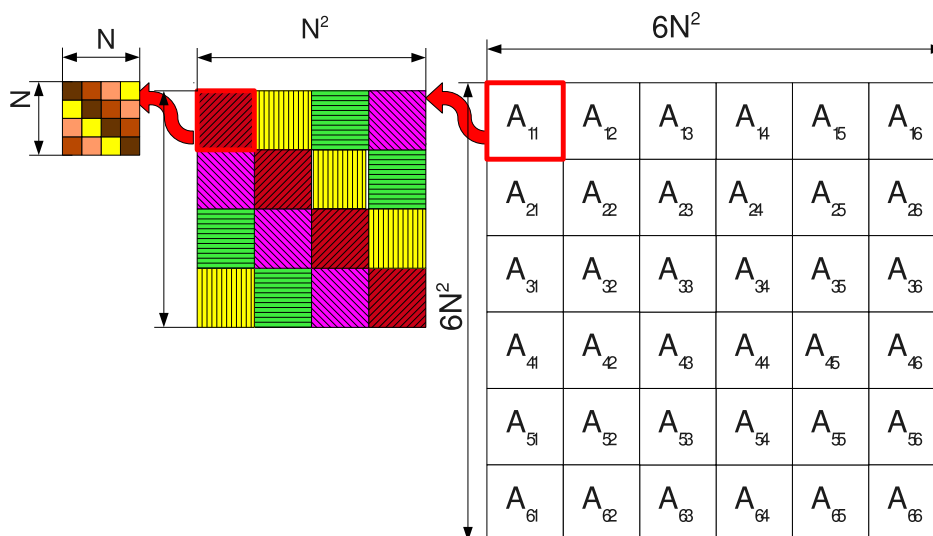 N
N
N²
6N²
6N²
A₁₁ A₁₂ A₁₃ A₁₄ A₁₅ A₁₆
A₂₁ A₂₂ A₂₃ A₂₄ A₂₅ A₂₆
A₃₁ A₃₂ A₃₃ A₃₄ A₃₅ A₃₆
A₄₁ A₄₂ A₄₃ A₄₄ A₄₅ A₄₆
A₅₁ A₅₂ A₅₃ A₅₄ A₅₅ A₅₆
A₆₁ A₆₂ A₆₃ A₆₄ A₆₅ A₆₆